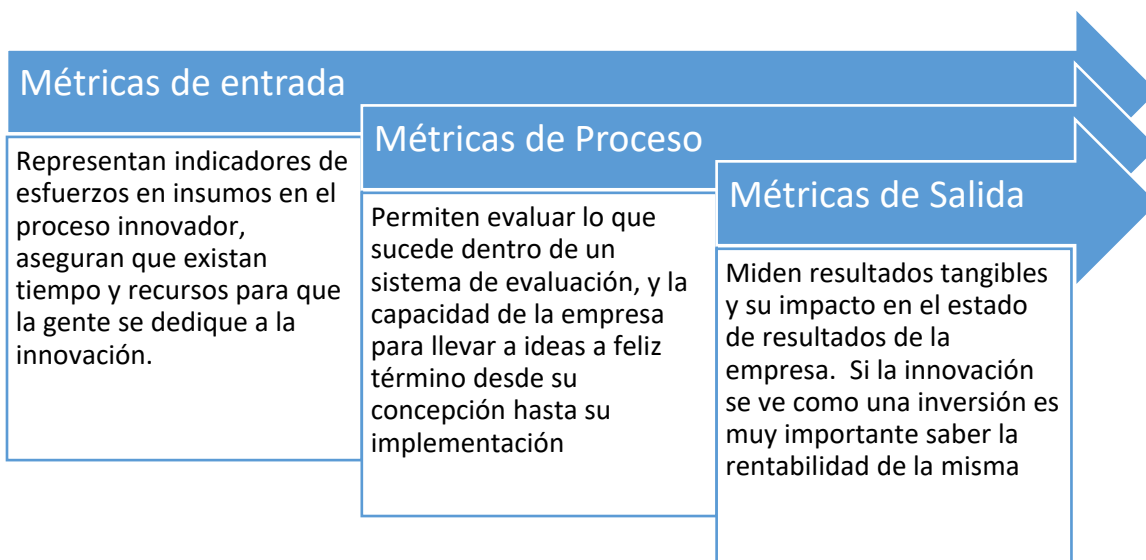 Métricas de entrada
Representan indicadores de
esfuerzos en insumos en el
proceso innovador,
aseguran que existan
tiempo y recursos para que
la gente se dedique a la
innovación.
Métricas de Proceso
Permiten evaluar lo que
sucede dentro de un
sistema de evaluación, y la
capacidad de la empresa
para llevar a ideas a feliz
término desde su
concepción hasta su
implementación
Métricas de Salida
Miden resultados tangibles
y su impacto en el estado
de resultados de la
empresa.  Si la innovación
se ve como una inversión es
muy importante saber la
rentabilidad de la misma